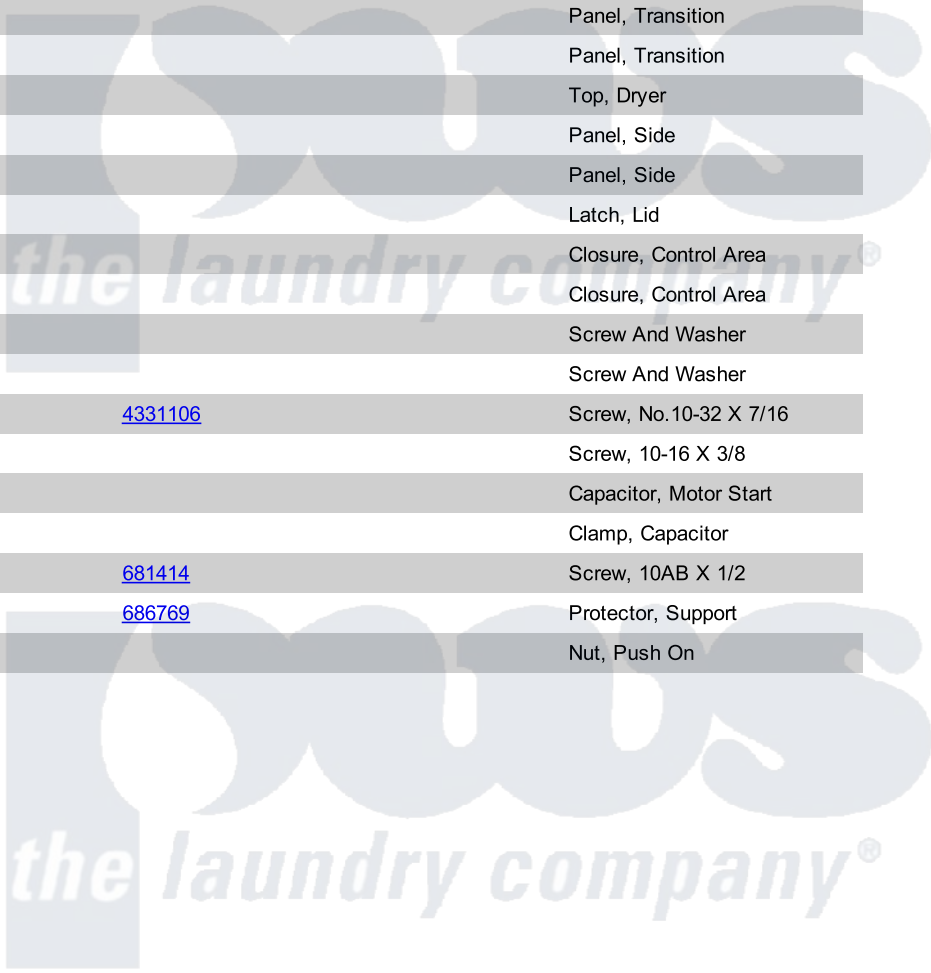 Panel, Transition
Panel, Transition
Top, Dryer
Panel, Side
Panel, Side
Latch, Lid
Closure, Control Area
the laundry company®
Closure, Control Area
Screw And Washer
Screw And Washer
4331106 Screw, No.10-32 X 7/16
Screw, 10-16 X 3/8
Capacitor, Motor Start
Clamp, Capacitor
681414 Screw, 10AB X 1/2
686769 Protector, Support
Nut, Push On
pws
the laundry company®